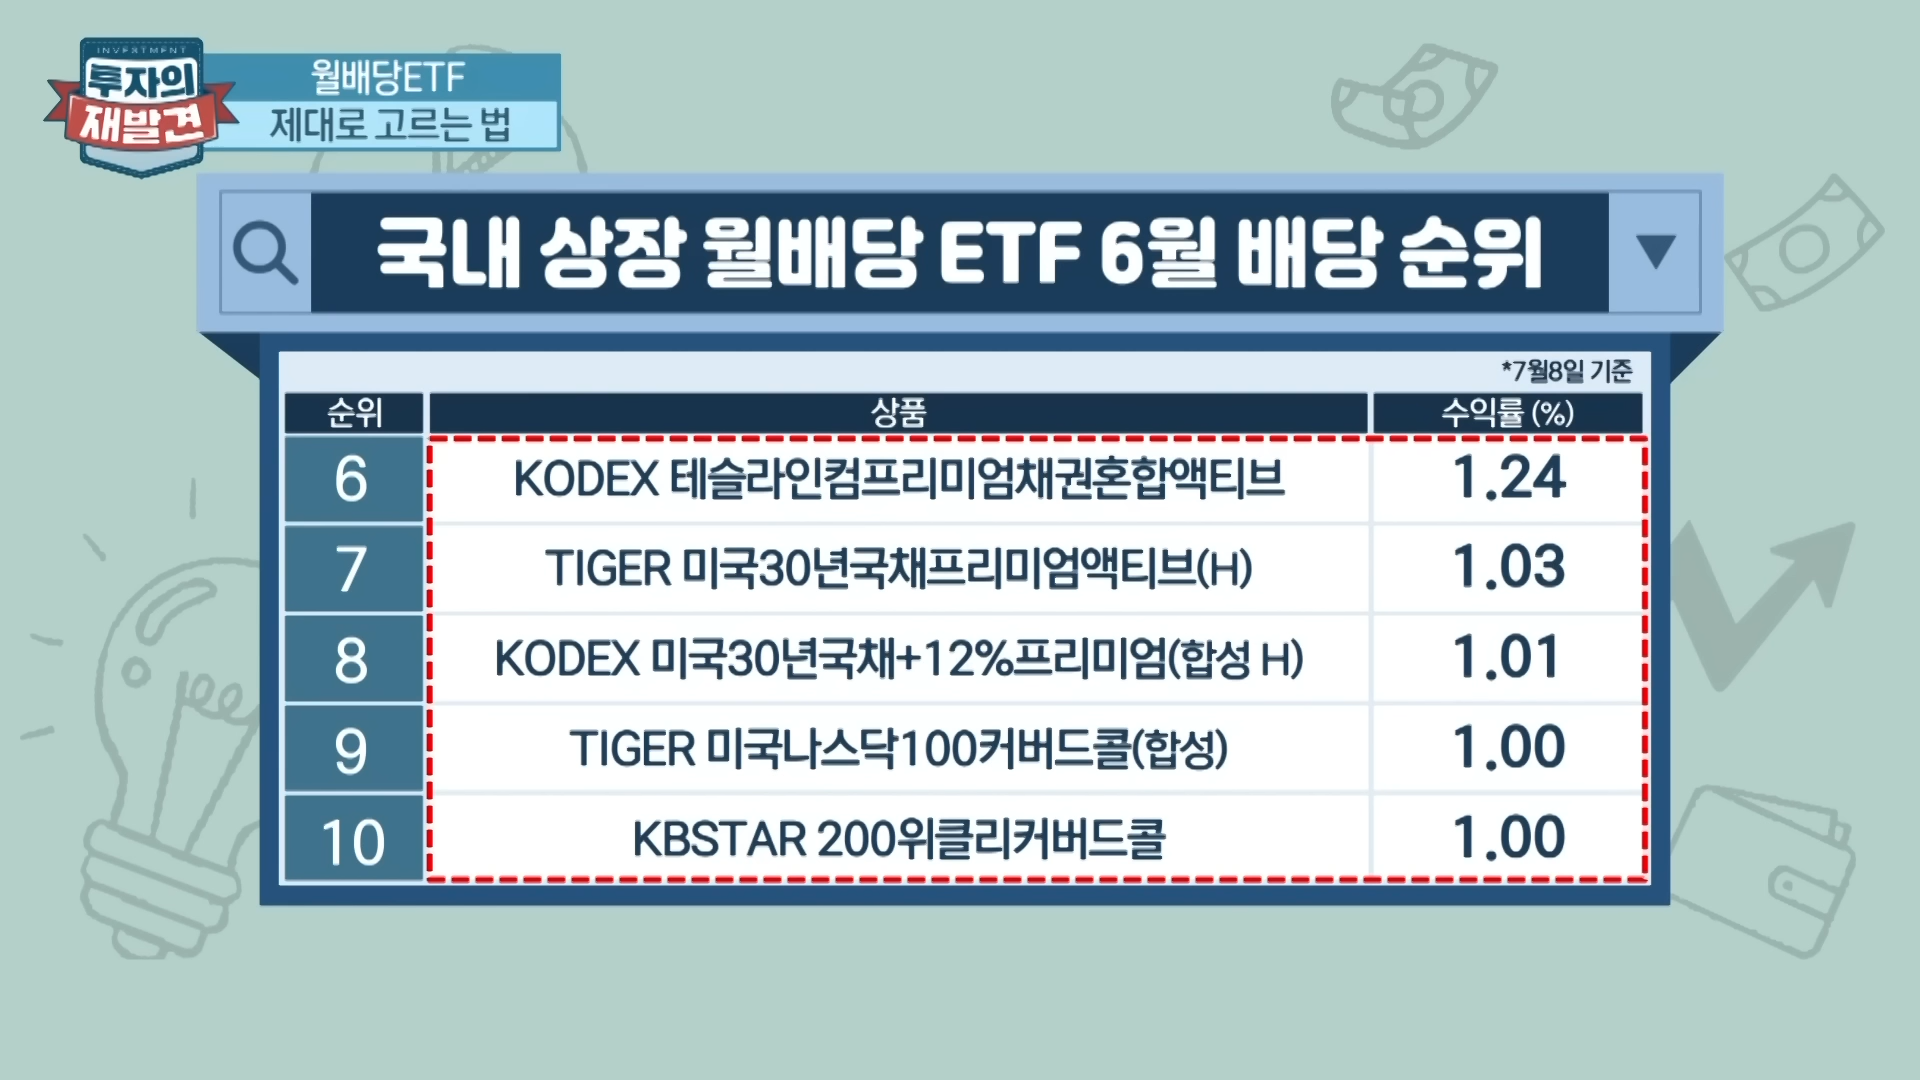 INVESTMENT
투자의
재발견
월배당ETF
제대로 고르는 법
국내 상장 월배당 ETF 6월 배당 순위
*7월8일 기준
순위 상품 수익률 (%)
6 KODEX 테슬라인컴프리미엄채권혼합액티브 1.24
7 TIGER 미국30년국채프리미엄액티브(H) 1.03
8 KODEX 미국30년국채+12%프리미엄(합성 H) 1.01
9 TIGER 미국나스닥100커버드콜(합성) 1.00
10 KBSTAR 200위클리커버드콜 1.00